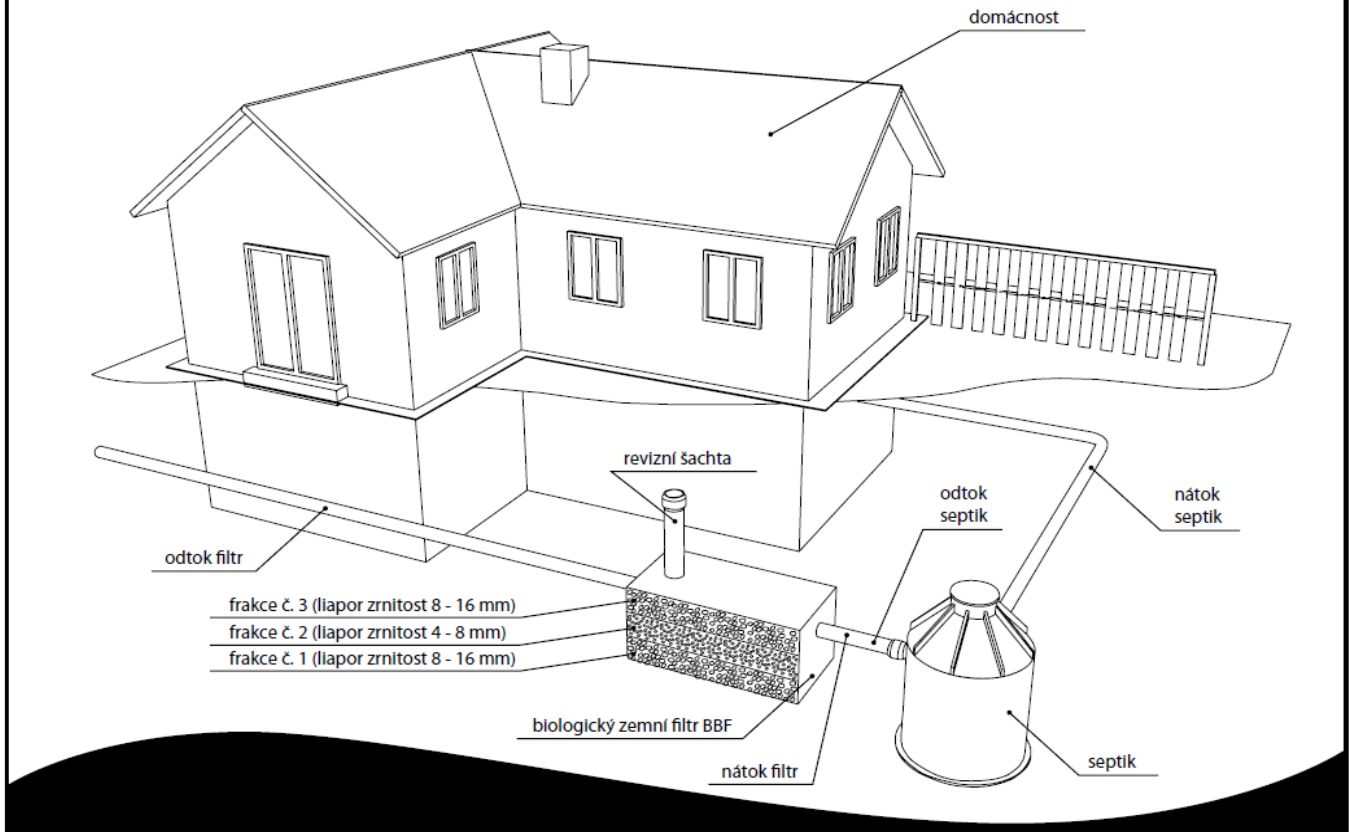 domácnost
revizní šachta
odtok
septik
nátok
septik
odtok filtr
frakce č. 3 (liapor zrnitost 8 - 16 mm)
frakce č. 2 (liapor zrnitost 4 - 8 mm)
frakce č. 1 (liapor zrnitost 8 - 16 mm)
biologický zemní filtr BBF
nátok filtr
septik